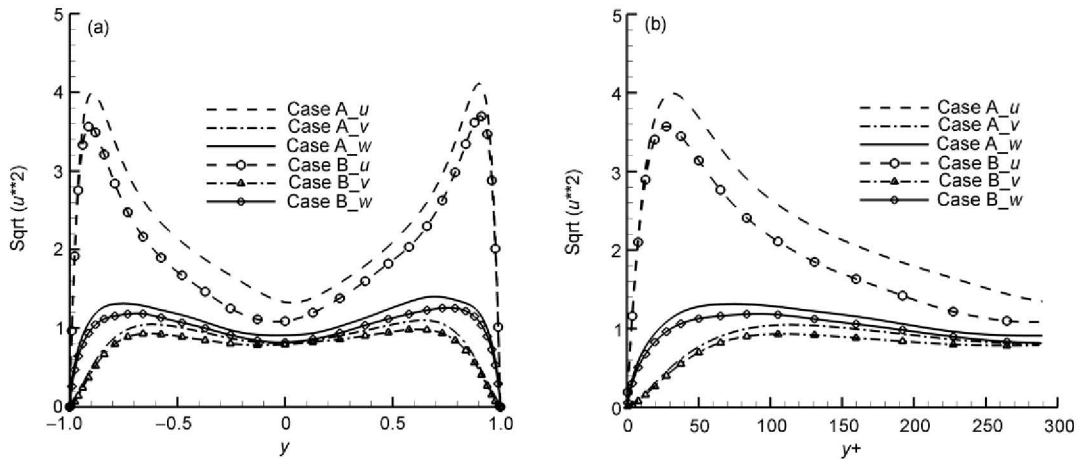 (a)
Sqrt (u**2)
5
4
3
2
1
0
Case A_u
Case A_v
Case A_w
Case B_u
Case B_v
Case B_w
–1.0
–0.5
0
0.5
1.0
y
(b)
Sqrt (u**2)
5
4
3
2
1
0
Case A_u
Case A_v
Case A_w
Case B_u
Case B_v
Case B_w
0
50
100
150
200
250
300
y+